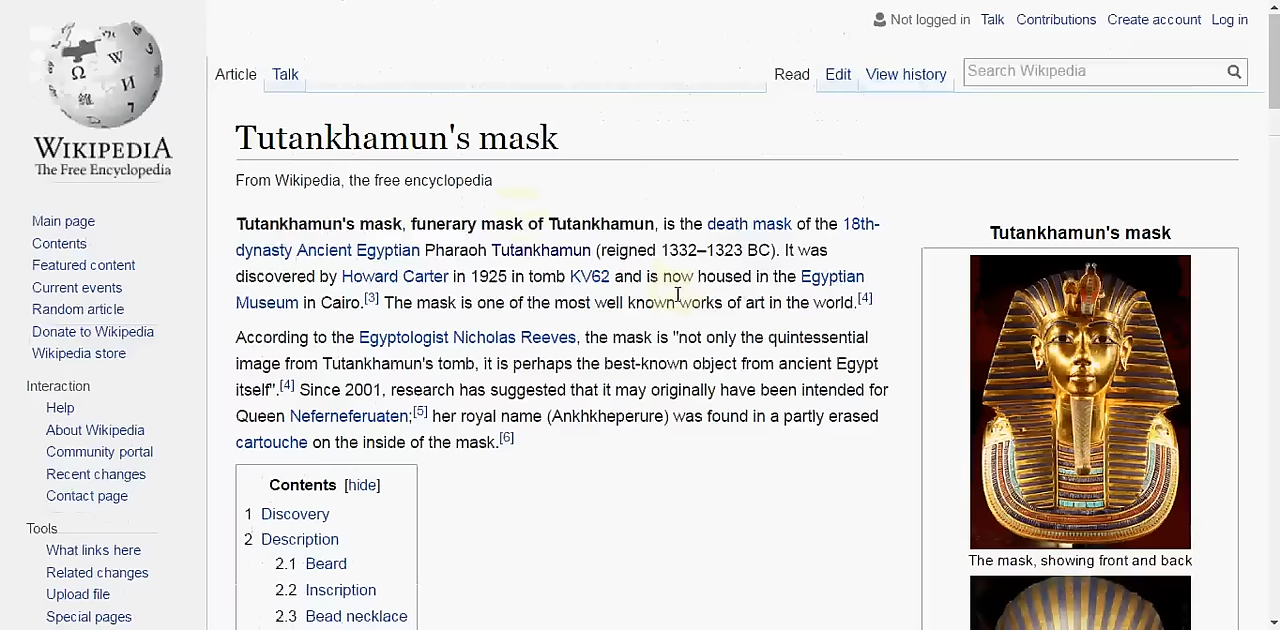 Not logged in Talk Contributions Create account Log in
Article Talk Read Edit View history Search Wikipedia
WIKIPEDIA
The Free Encyclopedia
Main page
Contents
Featured content
Current events
Random article
Donate to Wikipedia
Wikipedia store
Interaction
Help
About Wikipedia
Community portal
Recent changes
Contact page
Tools
What links here
Related changes
Upload file
Special pages
Tutankhamun's mask
From Wikipedia, the free encyclopedia
Tutankhamun's mask, funerary mask of Tutankhamun, is the death mask of the 18th-
dynasty Ancient Egyptian Pharaoh Tutankhamun (reigned 1332–1323 BC). It was
discovered by Howard Carter in 1925 in tomb KV62 and is now housed in the Egyptian
Museum in Cairo.[3] The mask is one of the most well known works of art in the world.[4]
According to the Egyptologist Nicholas Reeves, the mask is "not only the quintessential
image from Tutankhamun's tomb, it is perhaps the best-known object from ancient Egypt
itself".[4] Since 2001, research has suggested that it may originally have been intended for
Queen Neferneferuaten;[5] her royal name (Ankhkheperure) was found in a partly erased
cartouche on the inside of the mask.[6]
Contents [hide]
1 Discovery
2 Description
2.1 Beard
2.2 Inscription
2.3 Bead necklace
Tutankhamun's mask
The mask, showing front and back